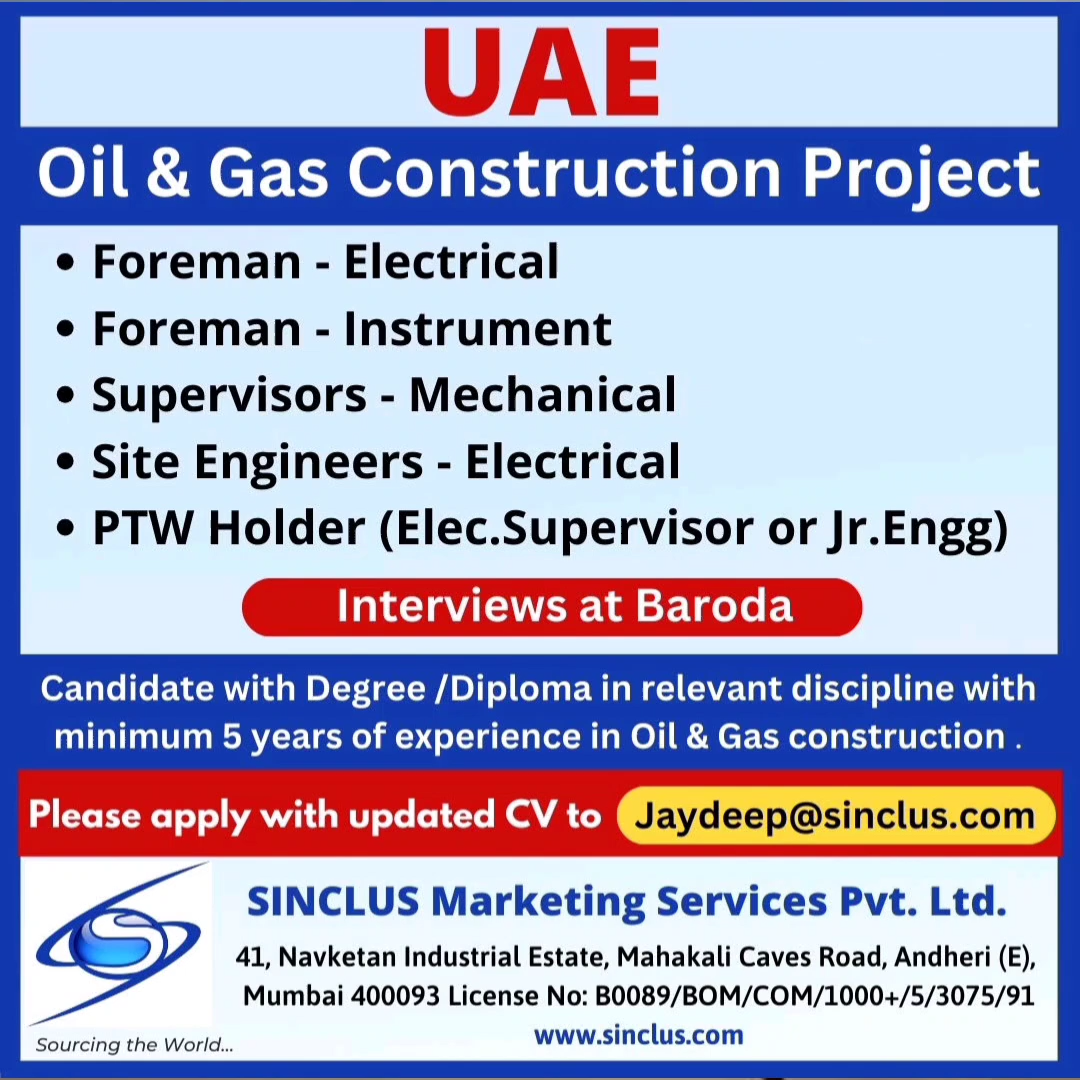 UAE
Oil & Gas Construction Project
• Foreman - Electrical
• Foreman - Instrument
• Supervisors - Mechanical
• Site Engineers - Electrical
• PTW Holder (Elec.Supervisor or Jr.Engg)
Interviews at Baroda
Candidate with Degree /Diploma in relevant discipline with
minimum 5 years of experience in Oil & Gas construction .
Please apply with updated CV to Jaydeep@sinclus.com
SINCLUS Marketing Services Pvt. Ltd.
41, Navketan Industrial Estate, Mahakali Caves Road, Andheri (E),
Mumbai 400093 License No: B0089/BOM/COM/1000+/5/3075/91
www.sinclus.com
Sourcing the World...